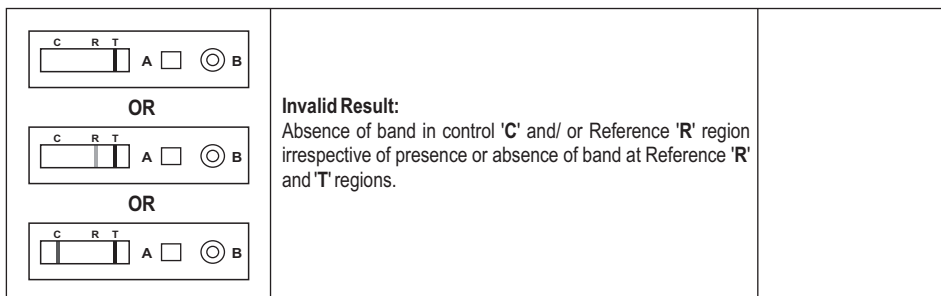 C R T
A B
OR
C R T
A B
OR
C R T
A B
Invalid Result:
Absence of band in control 'C' and/ or Reference 'R' region
irrespective of presence or absence of band at Reference 'R'
and 'T' regions.